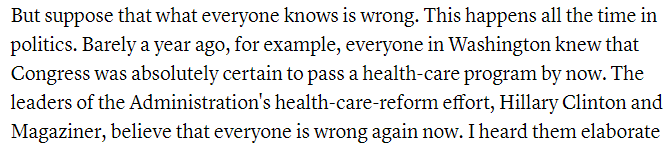 But suppose that what everyone knows is wrong. This happens all the time in
politics. Barely a year ago, for example, everyone in Washington knew that
Congress was absolutely certain to pass a health-care program by now. The
leaders of the Administration's health-care-reform effort, Hillary Clinton and
Magaziner, believe that everyone is wrong again now. I heard them elaborate